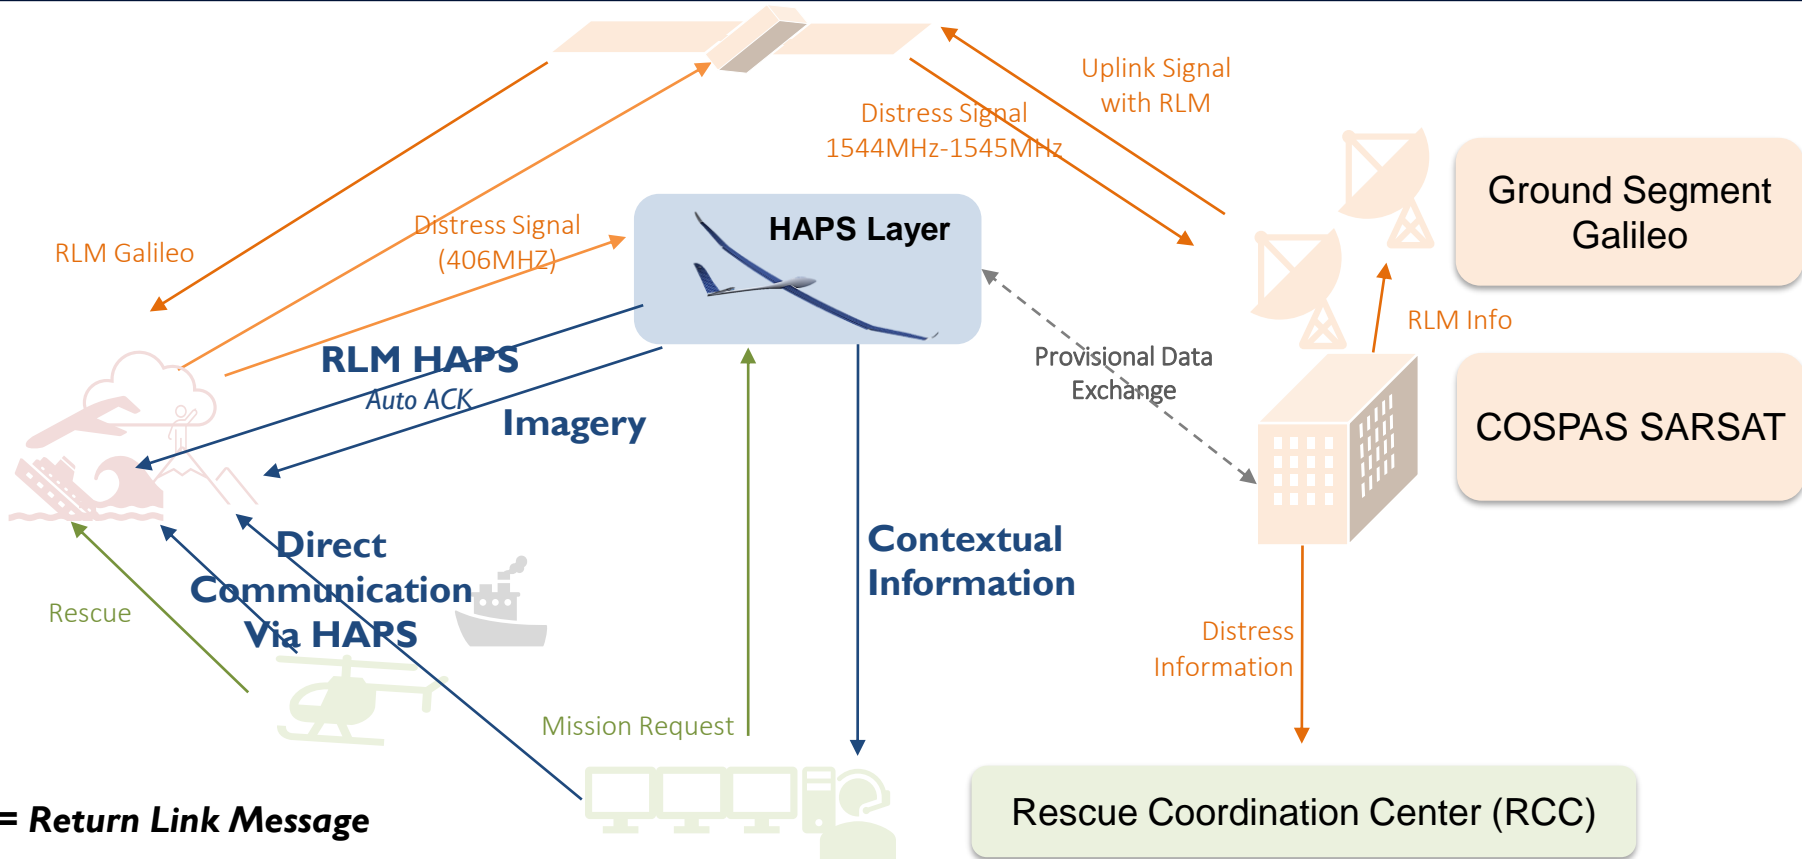 Uplink Signal
with RLM
Distress Signal
1544MHz-1545MHz
Ground Segment
Galileo
HAPS Layer
Distress Signal
(406MHZ)
RLM Galileo
RLM Info
RLM HAPS
Auto ACK
Provisional Data
Exchange
Imagery
COSPAS SARSAT
Direct
Communication
Via HAPS
Contextual
Information
Rescue
Distress
Information
Mission Request
= Return Link Message
Rescue Coordination Center (RCC)